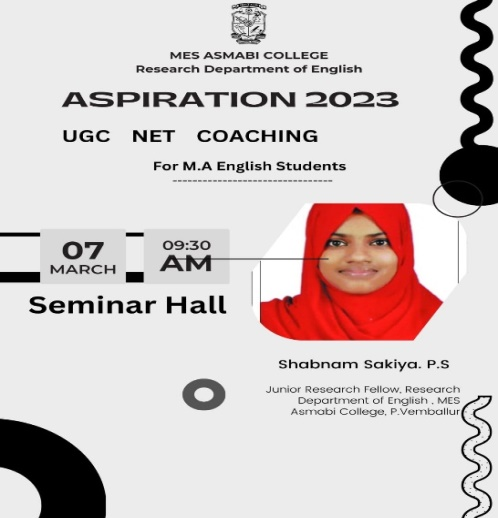 MES ASMABI COLLEGE
Research Department of English
ASPIRATION 2023
UGC NET COACHING
For M.A English Students
--------------------------------
07
MARCH
09:30
AM
Seminar Hall
Shabnam Sakiya. P.S
Junior Research Fellow, Research
Department of English , MES
Asmabi College, P.Vemballur